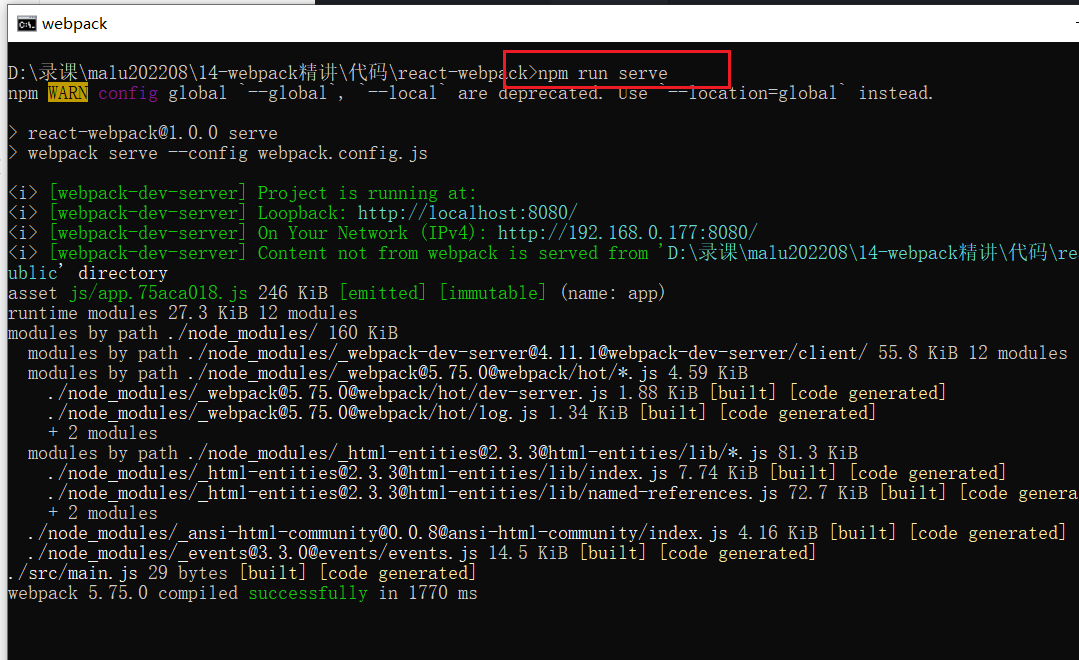 webpack
D:\录课\malu202208\14-webpack精讲\代码\react-webpack>npm run serve
npm WARN config global `--global`, `--local` are deprecated. Use `--location=global` instead.
> react-webpack@1.0.0 serve
> webpack serve --config webpack.config.js
<i> [webpack-dev-server] Project is running at:
<i> [webpack-dev-server] Loopback: http://localhost:8080/
<i> [webpack-dev-server] On Your Network (IPv4): http://192.168.0.177:8080/
<i> [webpack-dev-server] Content not from webpack is served from 'D:\录课\malu202208\14-webpack精讲\代码\re
ublic' directory
asset js/app.75aca018.js 246 KiB [emitted] [immutable] (name: app)
runtime modules 27.3 KiB 12 modules
modules by path ./node_modules/ 160 KiB
  modules by path ./node_modules/_webpack-dev-server@4.11.1@webpack-dev-server/client/ 55.8 KiB 12 modules
  modules by path ./node_modules/_webpack@5.75.0@webpack/hot/*.js 4.59 KiB
    ./node_modules/_webpack@5.75.0@webpack/hot/dev-server.js 1.88 KiB [built] [code generated]
    ./node_modules/_webpack@5.75.0@webpack/hot/log.js 1.34 KiB [built] [code generated]
    + 2 modules
  modules by path ./node_modules/_html-entities@2.3.3@html-entities/lib/*.js 81.3 KiB
    ./node_modules/_html-entities@2.3.3@html-entities/lib/index.js 7.74 KiB [built] [code generated]
    ./node_modules/_html-entities@2.3.3@html-entities/lib/named-references.js 72.7 KiB [built] [code genera
    + 2 modules
  ./node_modules/_ansi-html-community@0.0.8@ansi-html-community/index.js 4.16 KiB [built] [code generated]
  ./node_modules/_events@3.3.0@events/events.js 14.5 KiB [built] [code generated]
./src/main.js 29 bytes [built] [code generated]
webpack 5.75.0 compiled successfully in 1770 ms